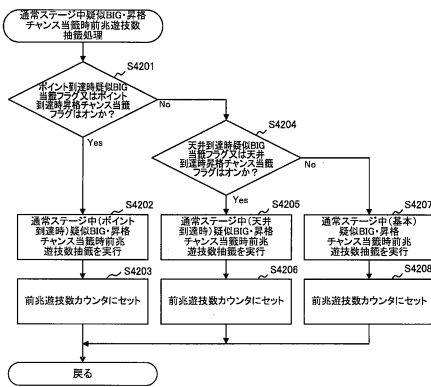 通常ステージ中疑似BIG・昇格
チャンス当籤時前兆遊技数
抽籤処理
S4201
ポイント到達時疑似BIG
当籤フラグ又はポイント
到達時昇格チャンス当籤
フラグはオンか？
No
Yes
S4204
天井到達時疑似BIG
当籤フラグ又は天井
到達時昇格チャンス当籤
フラグはオンか？
No
Yes
S4202
通常ステージ中(ポイント
到達時)疑似BIG・昇格
チャンス当籤時前兆
遊技数抽籤を実行
S4205
通常ステージ中(天井
到達時)疑似BIG・昇格
チャンス当籤時前兆
遊技数抽籤を実行
S4207
通常ステージ中(基本)
疑似BIG・昇格
チャンス当籤時前兆
遊技数抽籤を実行
S4203
前兆遊技数カウンタにセット
S4206
前兆遊技数カウンタにセット
S4208
前兆遊技数カウンタにセット
戻る